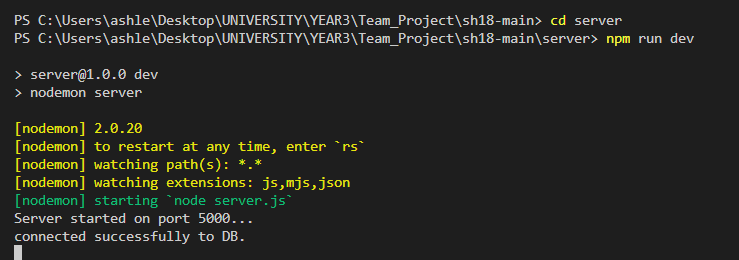 PS C:\Users\ashle\Desktop\UNIVERSITY\YEAR3\Team_Project\sh18-main> cd server
PS C:\Users\ashle\Desktop\UNIVERSITY\YEAR3\Team_Project\sh18-main\server> npm run dev
> server@1.0.0 dev
> nodemon server
[nodemon] 2.0.20
[nodemon] to restart at any time, enter `rs`
[nodemon] watching path(s): *.*
[nodemon] watching extensions: js,mjs,json
[nodemon] starting `node server.js`
Server started on port 5000...
connected successfully to DB.